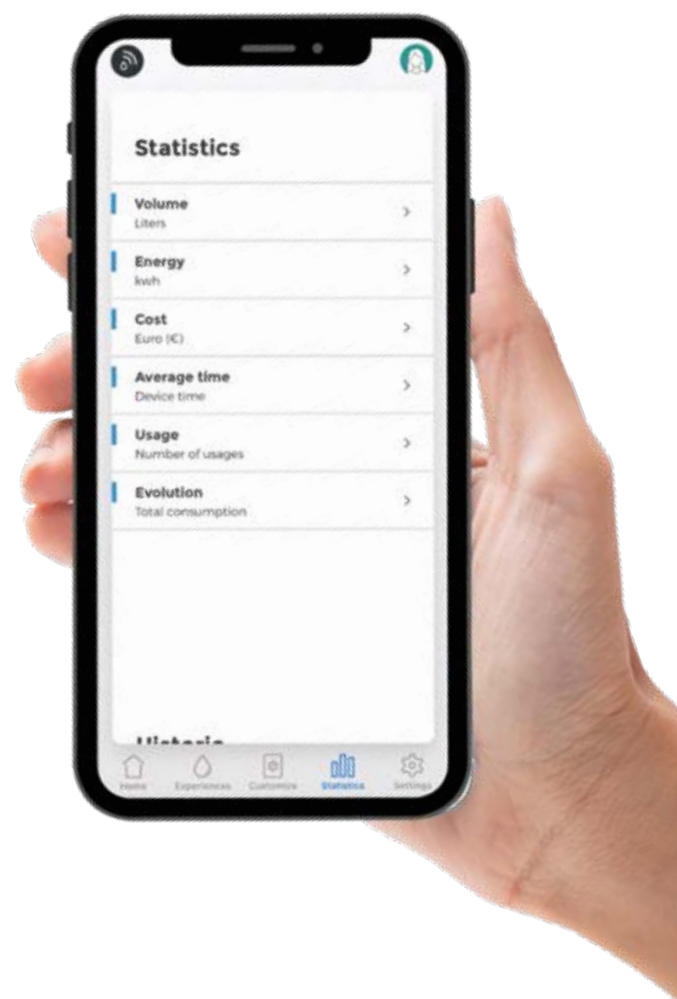 Statistics
Volume
Liters
Energy
kwh
Cost
Euro (€)
Average time
Device time
Usage
Number of usages
Evolution
Total consumption
Home
Experiences
Customize
Statistics
Settings